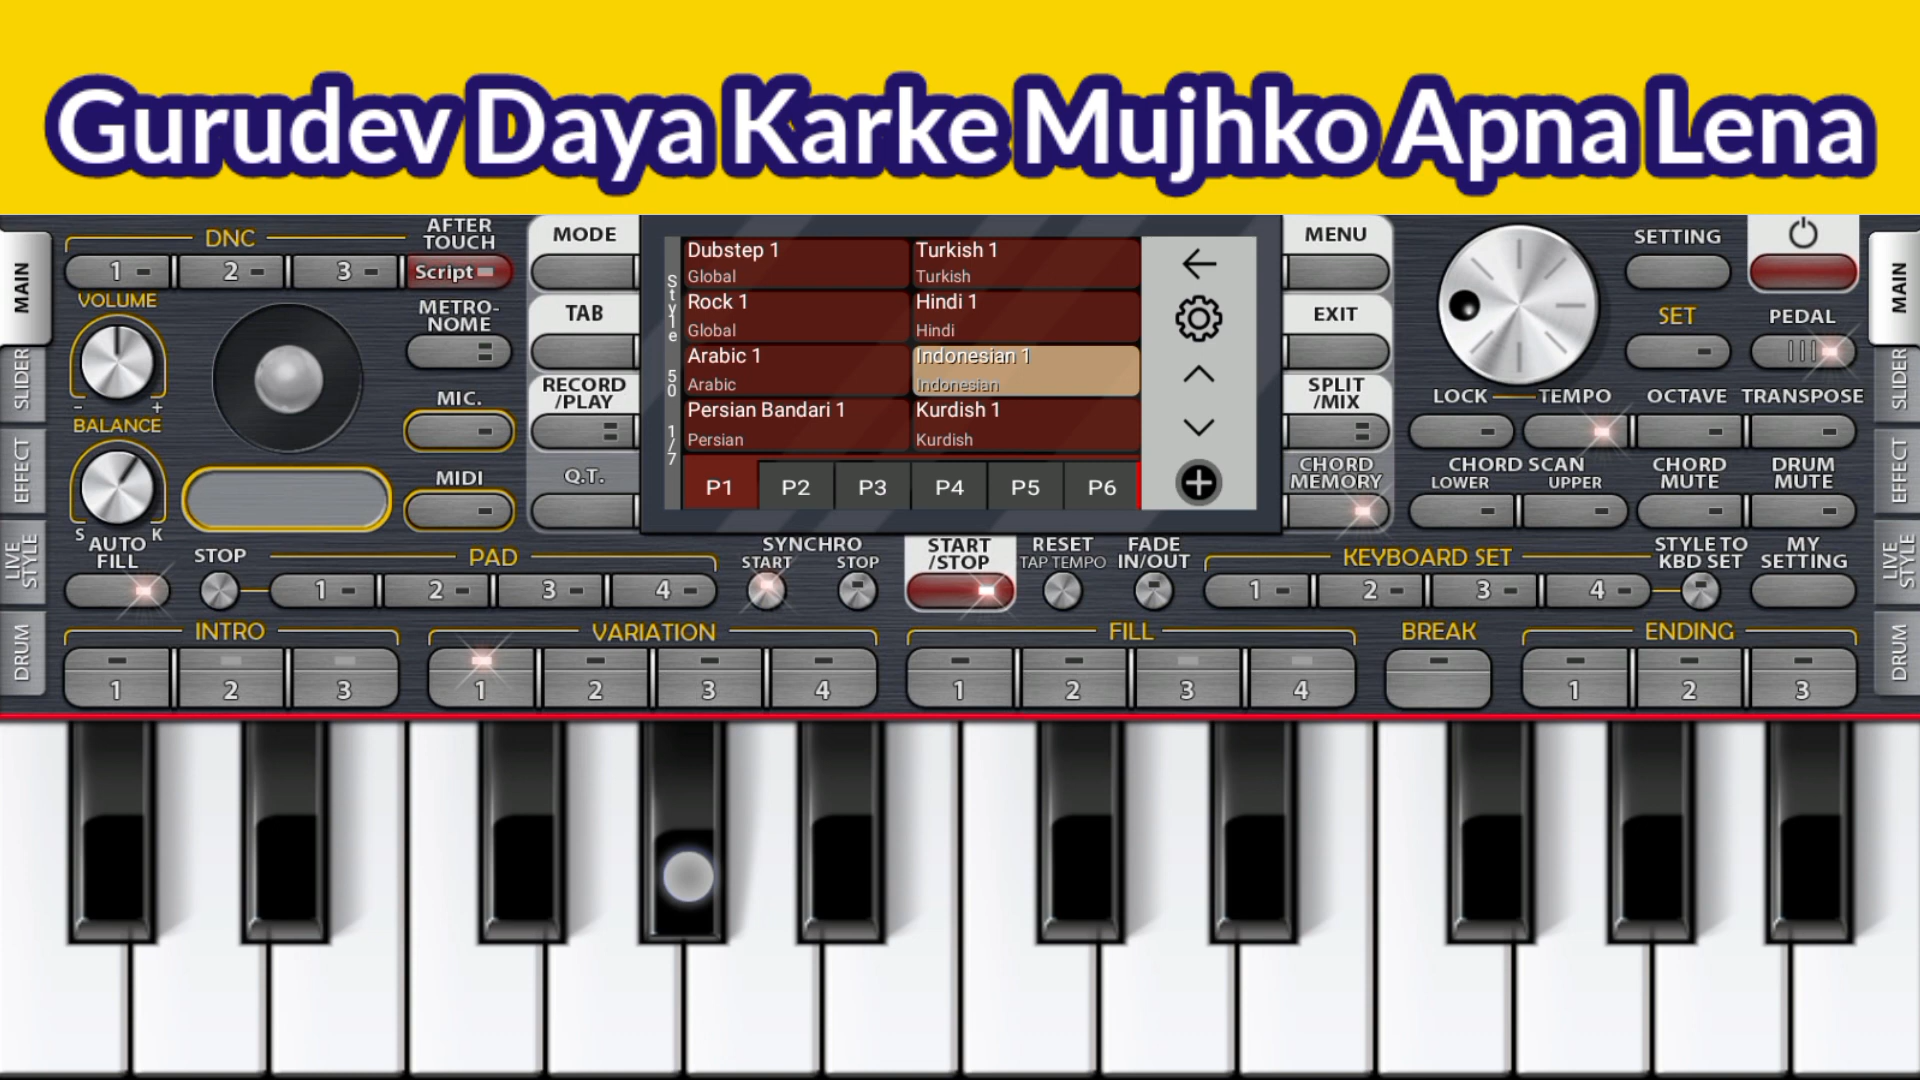 Gurudev Daya Karke Mujhko Apna Lena
MAIN
SLIDER
EFFECT
LIVE STYLE
DRUM
DNC
1 2 3
AFTER TOUCH
Script
VOLUME
- +
BALANCE
S K
METRO-NOME
MIC.
MIDI
MODE
TAB
RECORD /PLAY
Q.T.
Style 50 1/7
Dubstep 1
Global
Turkish 1
Turkish
Rock 1
Global
Hindi 1
Hindi
Arabic 1
Arabic
Indonesian 1
Indonesian
Persian Bandari 1
Persian
Kurdish 1
Kurdish
P1 P2 P3 P4 P5 P6
MENU
EXIT
SPLIT /MIX
CHORD MEMORY
SETTING
SET
PEDAL
LOCK TEMPO OCTAVE TRANSPOSE
CHORD SCAN
LOWER UPPER
CHORD MUTE
DRUM MUTE
MAIN
SLIDER
EFFECT
LIVE STYLE
DRUM
AUTO FILL
STOP
PAD
1 2 3 4
SYNCHRO
START STOP
START /STOP
RESET
TAP TEMPO
FADE IN/OUT
KEYBOARD SET
1 2 3 4
STYLE TO KBD SET
MY SETTING
INTRO
1 2 3
VARIATION
1 2 3 4
FILL
1 2 3 4
BREAK
ENDING
1 2 3